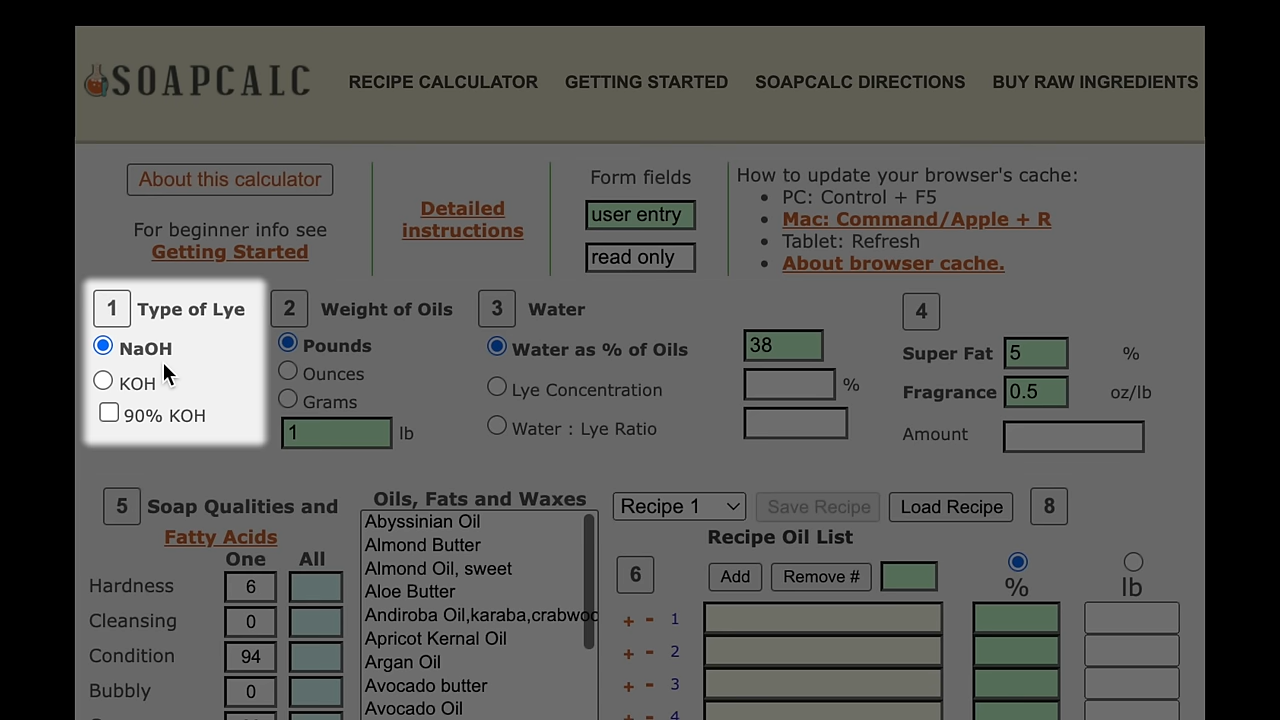 SOAPCALC
RECIPE CALCULATOR
GETTING STARTED
SOAPCALC DIRECTIONS
BUY RAW INGREDIENTS
About this calculator
For beginner info see
Getting Started
Detailed
instructions
Form fields
user entry
read only
How to update your browser's cache:
PC: Control + F5
Mac: Command/Apple + R
Tablet: Refresh
About browser cache.
1 Type of Lye
NaOH
KOH
90% KOH
2 Weight of Oils
Pounds
Ounces
Grams
1 lb
3 Water
Water as % of Oils 38
Lye Concentration %
Water : Lye Ratio
4
Super Fat 5 %
Fragrance 0.5 oz/lb
Amount
5 Soap Qualities and
Fatty Acids
One All
Hardness 6
Cleansing 0
Condition 94
Bubbly 0
Oils, Fats and Waxes
Abyssinian Oil
Almond Butter
Almond Oil, sweet
Aloe Butter
Andiroba Oil,karaba,crabwoo
Apricot Kernal Oil
Argan Oil
Avocado butter
Avocado Oil
Recipe 1 Save Recipe Load Recipe 8
Recipe Oil List
6 Add Remove # % lb
+ - 1
+ - 2
+ - 3
+ - 4